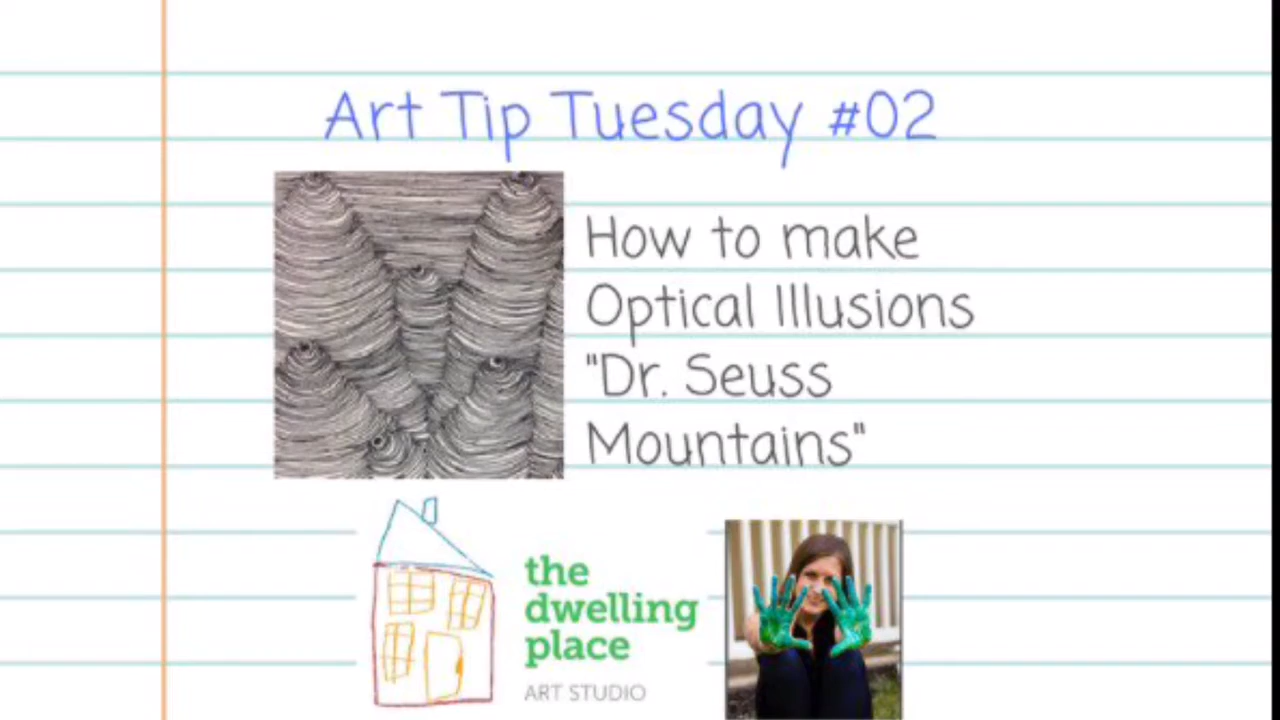 Art Tip Tuesday #02
How to make
Optical Illusions
"Dr. Seuss
Mountains"
the
dwelling
place
ART STUDIO